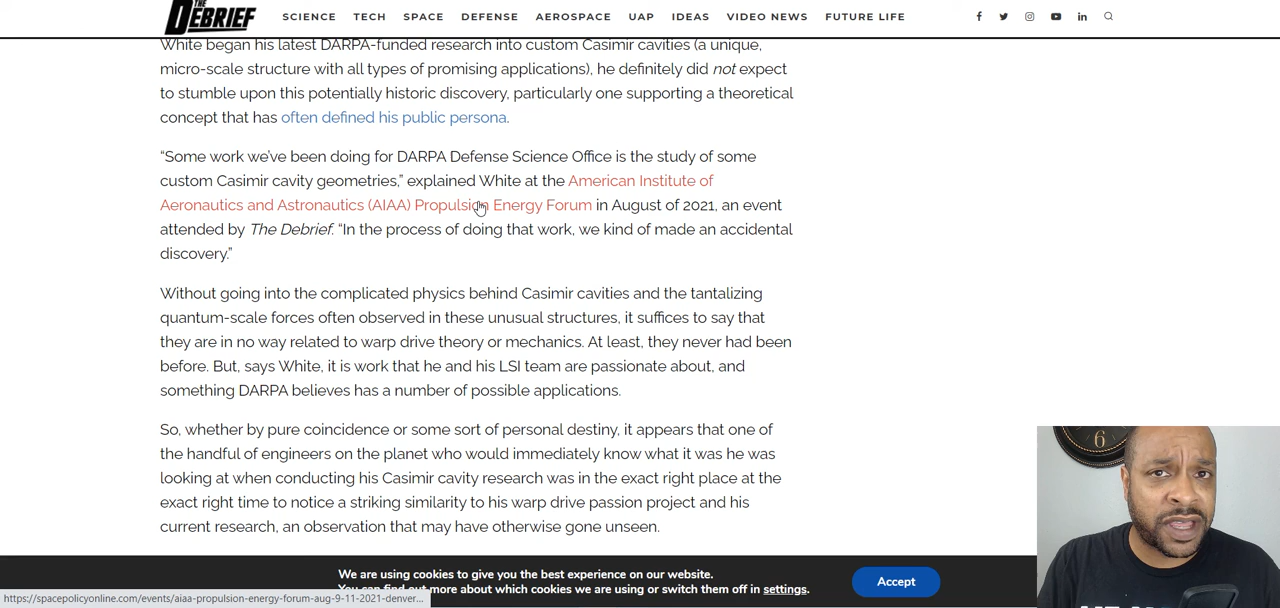 THE
DEBRIEF
SCIENCE TECH SPACE DEFENSE AEROSPACE UAP IDEAS VIDEO NEWS FUTURE LIFE
White began his latest DARPA-funded research into custom Casimir cavities (a unique,
micro-scale structure with all types of promising applications), he definitely did not expect
to stumble upon this potentially historic discovery, particularly one supporting a theoretical
concept that has often defined his public persona.
“Some work we’ve been doing for DARPA Defense Science Office is the study of some
custom Casimir cavity geometries,” explained White at the American Institute of
Aeronautics and Astronautics (AIAA) Propulsion Energy Forum in August of 2021, an event
attended by The Debrief. “In the process of doing that work, we kind of made an accidental
discovery.”
Without going into the complicated physics behind Casimir cavities and the tantalizing
quantum-scale forces often observed in these unusual structures, it suffices to say that
they are in no way related to warp drive theory or mechanics. At least, they never had been
before. But, says White, it is work that he and his LSI team are passionate about, and
something DARPA believes has a number of possible applications.
So, whether by pure coincidence or some sort of personal destiny, it appears that one of
the handful of engineers on the planet who would immediately know what it was he was
looking at when conducting his Casimir cavity research was in the exact right place at the
exact right time to notice a striking similarity to his warp drive passion project and his
current research, an observation that may have otherwise gone unseen.
We are using cookies to give you the best experience on our website.
You can find out more about which cookies we are using or switch them off in settings.
Accept
https://spacepolicyonline.com/events/aiaa-propulsion-energy-forum-aug-9-11-2021-denver...
6